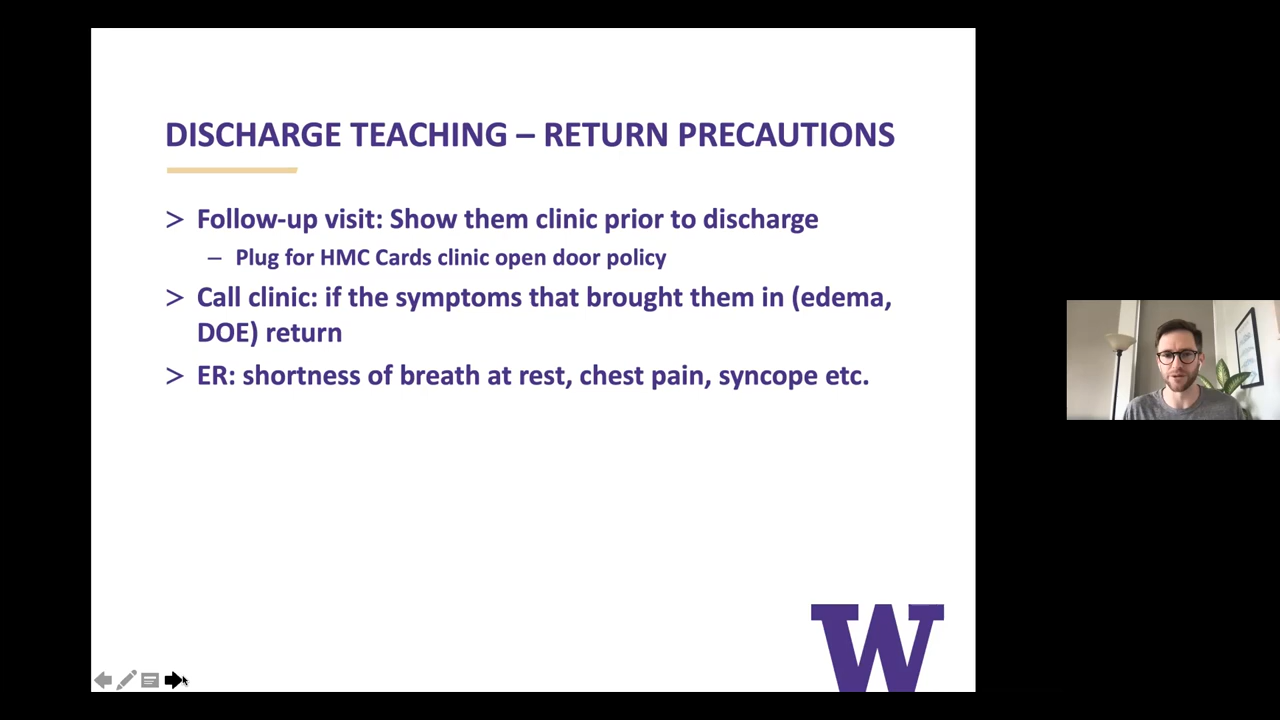 DISCHARGE TEACHING – RETURN PRECAUTIONS
> Follow-up visit: Show them clinic prior to discharge
– Plug for HMC Cards clinic open door policy
> Call clinic: if the symptoms that brought them in (edema,
DOE) return
> ER: shortness of breath at rest, chest pain, syncope etc.
W